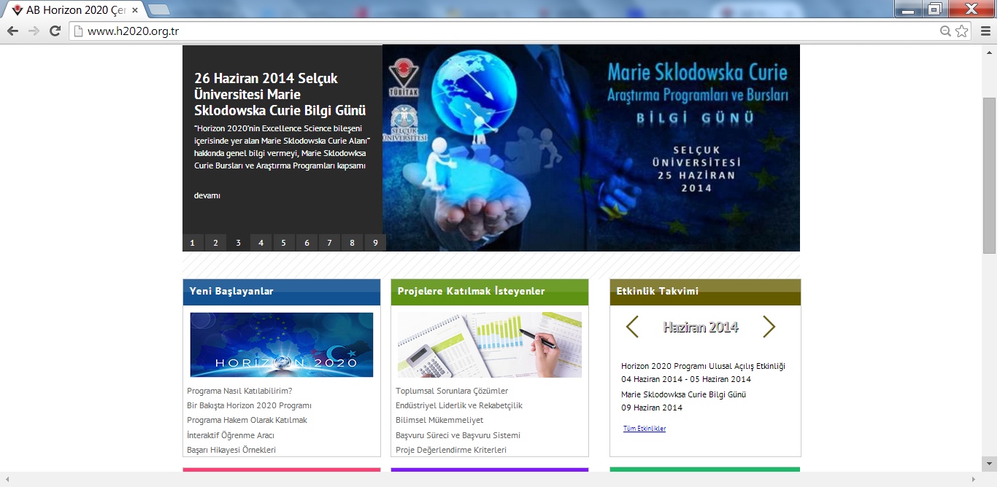 AB Horizon 2020 Çer
www.h2020.org.tr
26 Haziran 2014 Selçuk
Üniversitesi Marie
Sklodowska Curie Bilgi Günü
"Horizon 2020'nin Excellence Science bileşeni
içerisinde yer alan Marie Sklodowska Curie Alanı"
hakkında genel bilgi vermeyi, Marie Sklodowksa
Curie Bursları ve Araştırma Programları kapsamı
devamı
1 2 3 4 5 6 7 8 9
TÜBİTAK
SELÇUK
ÜNİVERSİTESİ
Marie Sklodowska Curie
Araştırma Programları ve Bursları
BİLGİ GÜNÜ
SELÇUK
ÜNİVERSİTESİ
25 HAZİRAN
2014
Yeni Başlayanlar
HORIZON 2020
Programa Nasıl Katılabilirim?
Bir Bakışta Horizon 2020 Programı
Programa Hakem Olarak Katılmak
İnteraktif Öğrenme Aracı
Başarı Hikayesi Örnekleri
Projelere Katılmak İsteyenler
Toplumsal Sorunlara Çözümler
Endüstriyel Liderlik ve Rekabetçilik
Bilimsel Mükemmeliyet
Başvuru Süreci ve Başvuru Sistemi
Proje Değerlendirme Kriterleri
Etkinlik Takvimi
Haziran 2014
Horizon 2020 Programı Ulusal Açılış Etkinliği
04 Haziran 2014 - 05 Haziran 2014
Marie Sklodowksa Curie Bilgi Günü
09 Haziran 2014
Tüm Etkinlikler